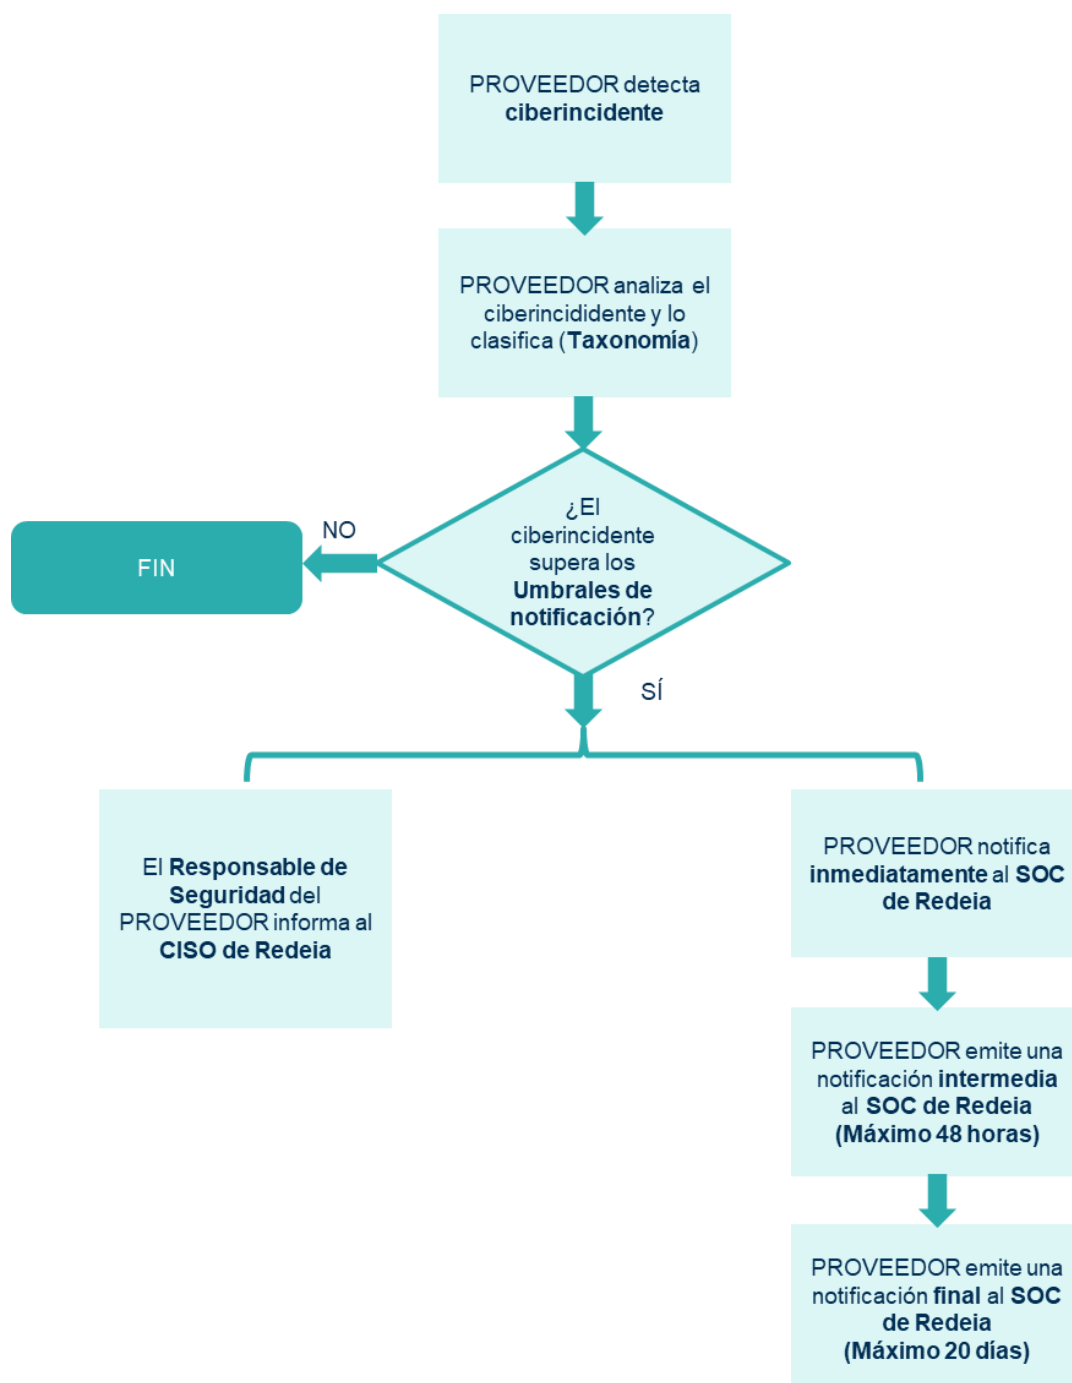 PROVEEDOR detecta
ciberincidente
PROVEEDOR analiza el
ciberincididente y lo
clasifica (Taxonomía)
¿El
ciberincidente
supera los
Umbrales de
notificación?
NO
FIN
SÍ
El Responsable de
Seguridad del
PROVEEDOR informa al
CISO de Redeia
PROVEEDOR notifica
inmediatamente al SOC
de Redeia
PROVEEDOR emite una
notificación intermedia
al SOC de Redeia
(Máximo 48 horas)
PROVEEDOR emite una
notificación final al SOC
de Redeia
(Máximo 20 días)